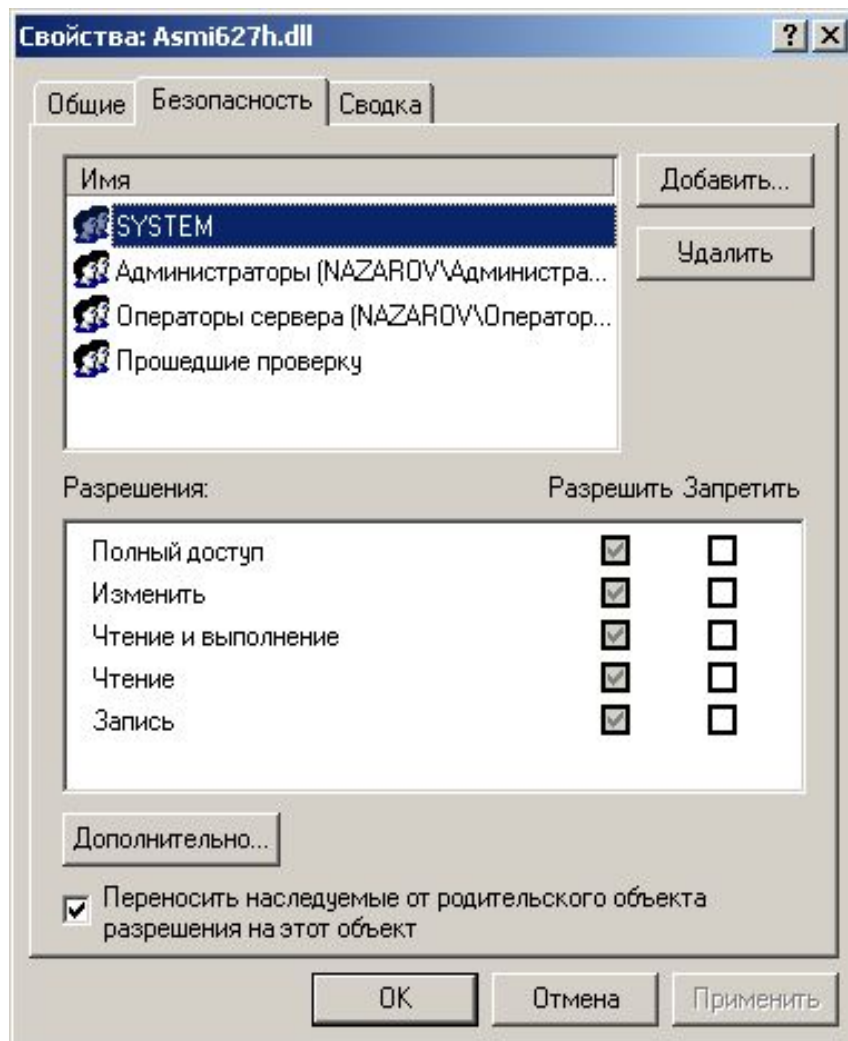 Свойства: Asmi627h.dll
Общие Безопасность Сводка
Имя
Добавить...
SYSTEM
Удалить
Администраторы (NAZAROV\Администра...
Операторы сервера (NAZAROV\Оператор...
Прошедшие проверку
Разрешения: Разрешить Запретить
Полный доступ
Изменить
Чтение и выполнение
Чтение
Запись
Дополнительно...
Переносить наследуемые от родительского объекта
разрешения на этот объект
OK Отмена Применить